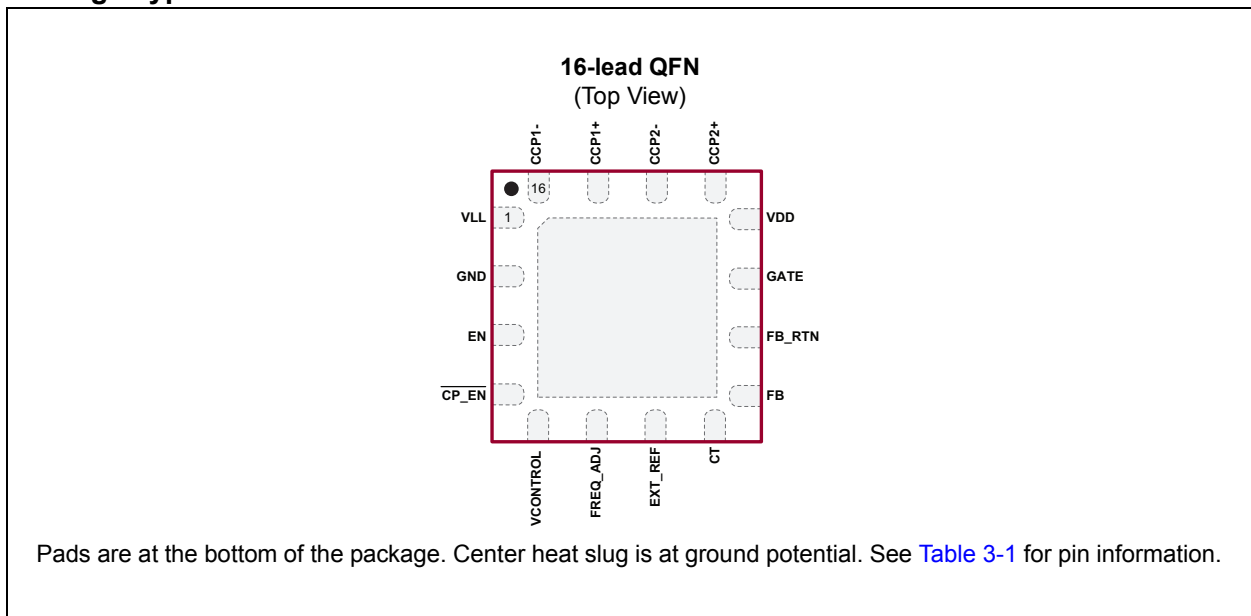 16-lead QFN
(Top View)
CCP1-
CCP1+
CCP2-
CCP2+
16
VLL
1
VDD
GND
GATE
EN
FB_RTN
CP_EN
FB
VCONTROL
FREQ_ADJ
EXT_REF
CT
Pads are at the bottom of the package. Center heat slug is at ground potential. See Table 3-1 for pin information.